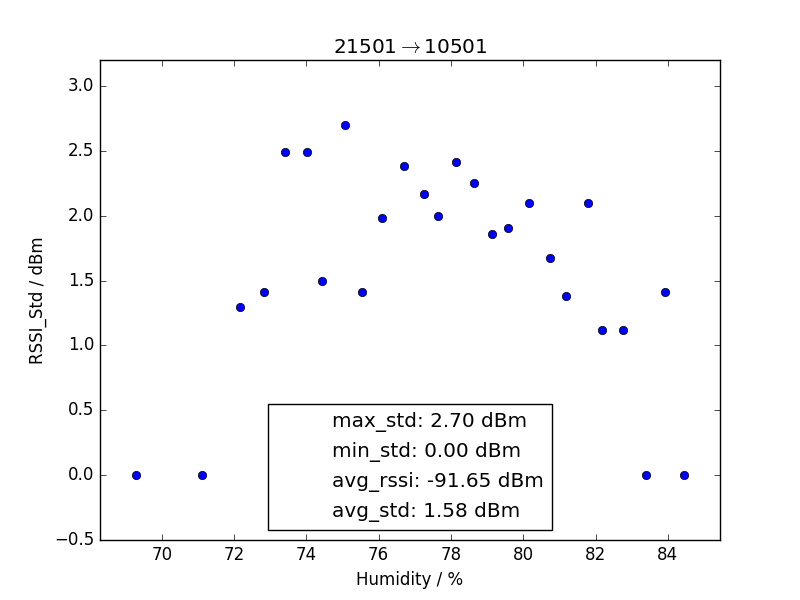 21501→10501
3.0
2.5
2.0
1.5
1.0
0.5
0.0
−0.5
RSSI_Std / dBm
max_std: 2.70 dBm
min_std: 0.00 dBm
avg_rssi: -91.65 dBm
avg_std: 1.58 dBm
70 72 74 76 78 80 82 84
Humidity / %